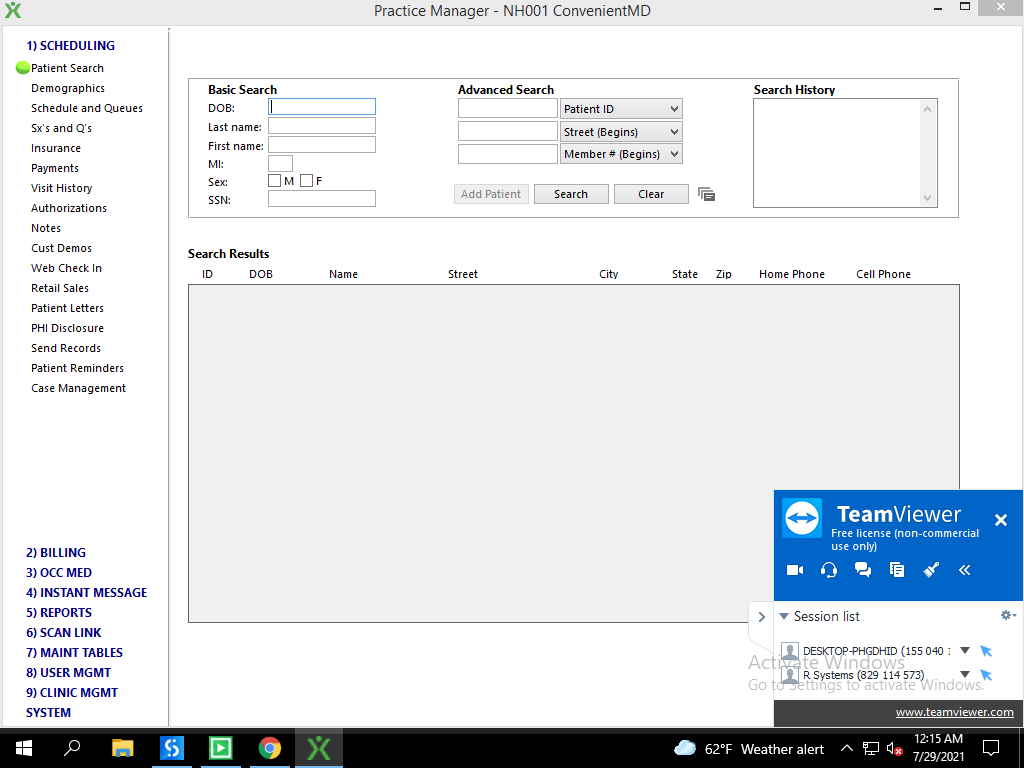 Practice Manager - NH001 ConvenientMD
1) SCHEDULING
Patient Search
Demographics
Schedule and Queues
Sx's and Q's
Insurance
Payments
Visit History
Authorizations
Notes
Cust Demos
Web Check In
Retail Sales
Patient Letters
PHI Disclosure
Send Records
Patient Reminders
Case Management
2) BILLING
3) OCC MED
4) INSTANT MESSAGE
5) REPORTS
6) SCAN LINK
7) MAINT TABLES
8) USER MGMT
9) CLINIC MGMT
SYSTEM
Basic Search
DOB:
Last name:
First name:
MI:
Sex: M F
SSN:
Advanced Search
Patient ID
Street (Begins)
Member # (Begins)
Add Patient Search Clear
Search History
Search Results
ID DOB Name Street City State Zip Home Phone Cell Phone
TeamViewer
Free license (non-commercial
use only)
Session list
DESKTOP-PHGDHID (155 040
R Systems (829 114 573)
Activate Windows
Go to Settings to activate Windows.
www.teamviewer.com
62°F Weather alert
12:15 AM
7/29/2021